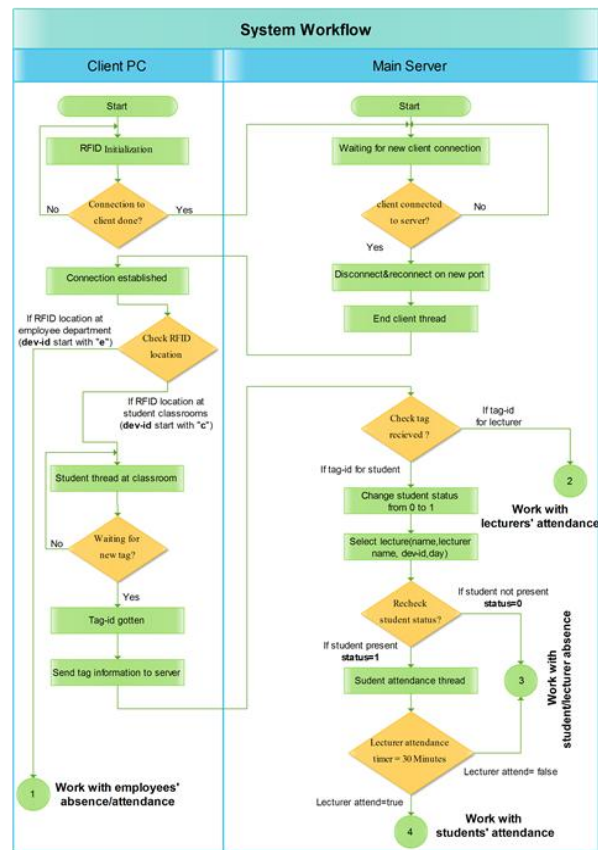 System Workflow
Client PC
Main Server
Start
RFID Initialization
Connection to
client done?
No
Yes
Connection established
If RFID location at
employee department
(dev-id start with "e")
Check RFID
location
If RFID location at
student classrooms
(dev-id start with "c")
Student thread at classroom
No
Waiting for
new tag?
Yes
Tag-id gotten
Send tag information to server
1
Work with employees'
absence/attendance
Start
Waiting for new client connection
client connected
to server?
No
Yes
Disconnect&reconnect on new port
End client thread
Check tag
recieved ?
If tag-id
for lecturer
2
Work with
lecturers' attendance
If tag-id for student
Change student status
from 0 to 1
Select lecture(name,lecturer
name, dev-id,day)
Recheck
student status?
If student not present
status=0
If student present
status=1
Sudent attendance thread
3
Work with
student/lecturer absence
Lecturer attendance
timer = 30 Minutes
Lecturer attend= false
Lecturer attend=true
4
Work with
students' attendance